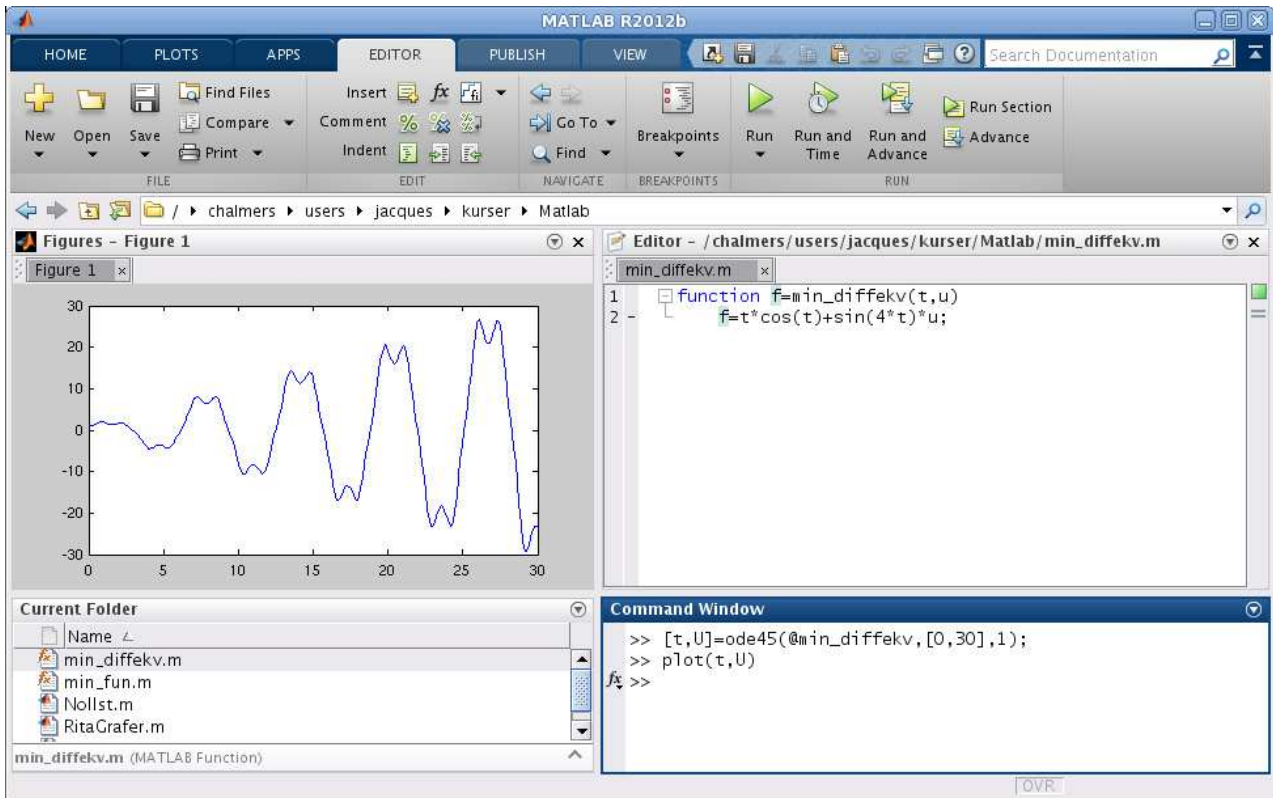 MATLAB R2012b
HOME PLOTS APPS EDITOR PUBLISH VIEW Search Documentation
New
Open
Save
Find Files
Compare
Print
FILE
Insert fx fi
Comment %
Indent
EDIT
Go To
Find
NAVIGATE
Breakpoints
BREAKPOINTS
Run
Run and Time
Run and Advance
Run Section
Advance
RUN
/ chalmers users jacques kurser Matlab
Figures - Figure 1
Figure 1
30
20
10
0
-10
-20
-30
0 5 10 15 20 25 30
Editor - /chalmers/users/jacques/kurser/Matlab/min_diffekv.m
min_diffekv.m
1 function f=min_diffekv(t,u)
2 - f=t*cos(t)+sin(4*t)*u;
Current Folder
Name
min_diffekv.m
min_fun.m
Nollst.m
RitaGrafer.m
min_diffekv.m (MATLAB Function)
Command Window
>> [t,U]=ode45(@min_diffekv,[0,30],1);
>> plot(t,U)
fx >>
OVR